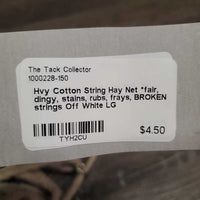 The Tack Collector
1000228-150
Hvy Cotton String Hay Net *fair,
dingy, stains, rubs, frays, BROKEN
strings Off White LG
$4.50
TYH2CU